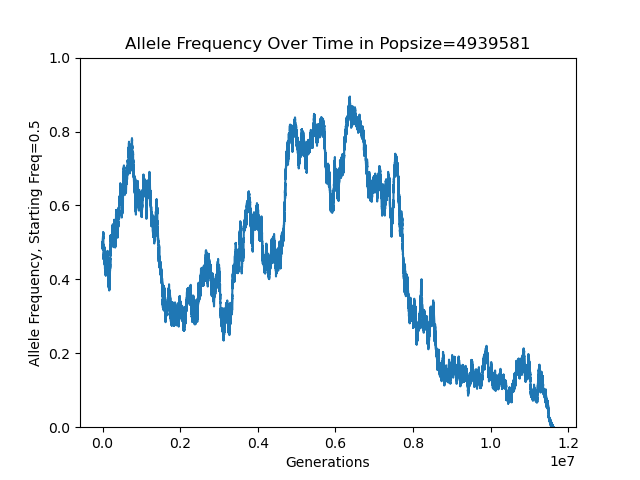 Allele Frequency Over Time in Popsize=4939581
1.0
0.8
0.6
0.4
0.2
0.0
Allele Frequency, Starting Freq=0.5
0.0 0.2 0.4 0.6 0.8 1.0 1.2
1e7
Generations